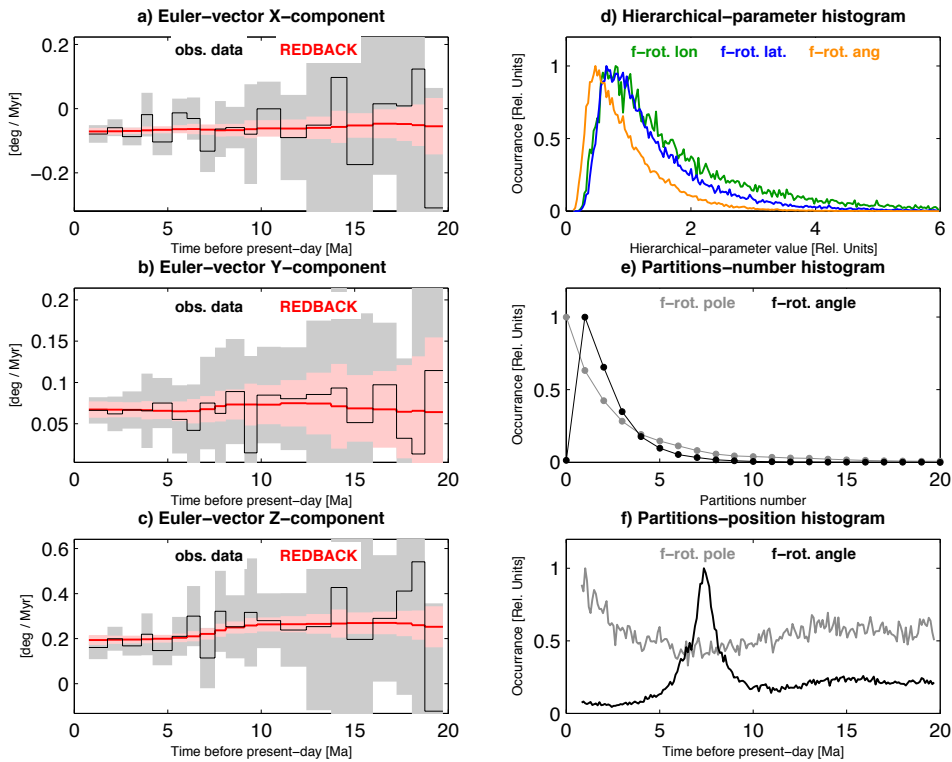 a) Euler-vector X-component
obs. data REDBACK
[deg / Myr]
0.2
0
-0.2
0 5 10 15 20
Time before present-day [Ma]
b) Euler-vector Y-component
obs. data REDBACK
[deg / Myr]
0.2
0.15
0.1
0.05
0 5 10 15 20
Time before present-day [Ma]
c) Euler-vector Z-component
obs. data REDBACK
[deg / Myr]
0.6
0.4
0.2
0
0 5 10 15 20
Time before present-day [Ma]
d) Hierarchical-parameter histogram
f-rot. lon f-rot. lat. f-rot. ang
Occurrance [Rel. Units]
1
0.5
0
0 2 4 6
Hierarchical-parameter value [Rel. Units]
e) Partitions-number histogram
f-rot. pole f-rot. angle
Occurrance [Rel. Units]
1
0.5
0
0 5 10 15 20
Partitions number
f) Partitions-position histogram
f-rot. pole f-rot. angle
Occurrance [Rel. Units]
1
0.5
0
0 5 10 15 20
Time before present-day [Ma]